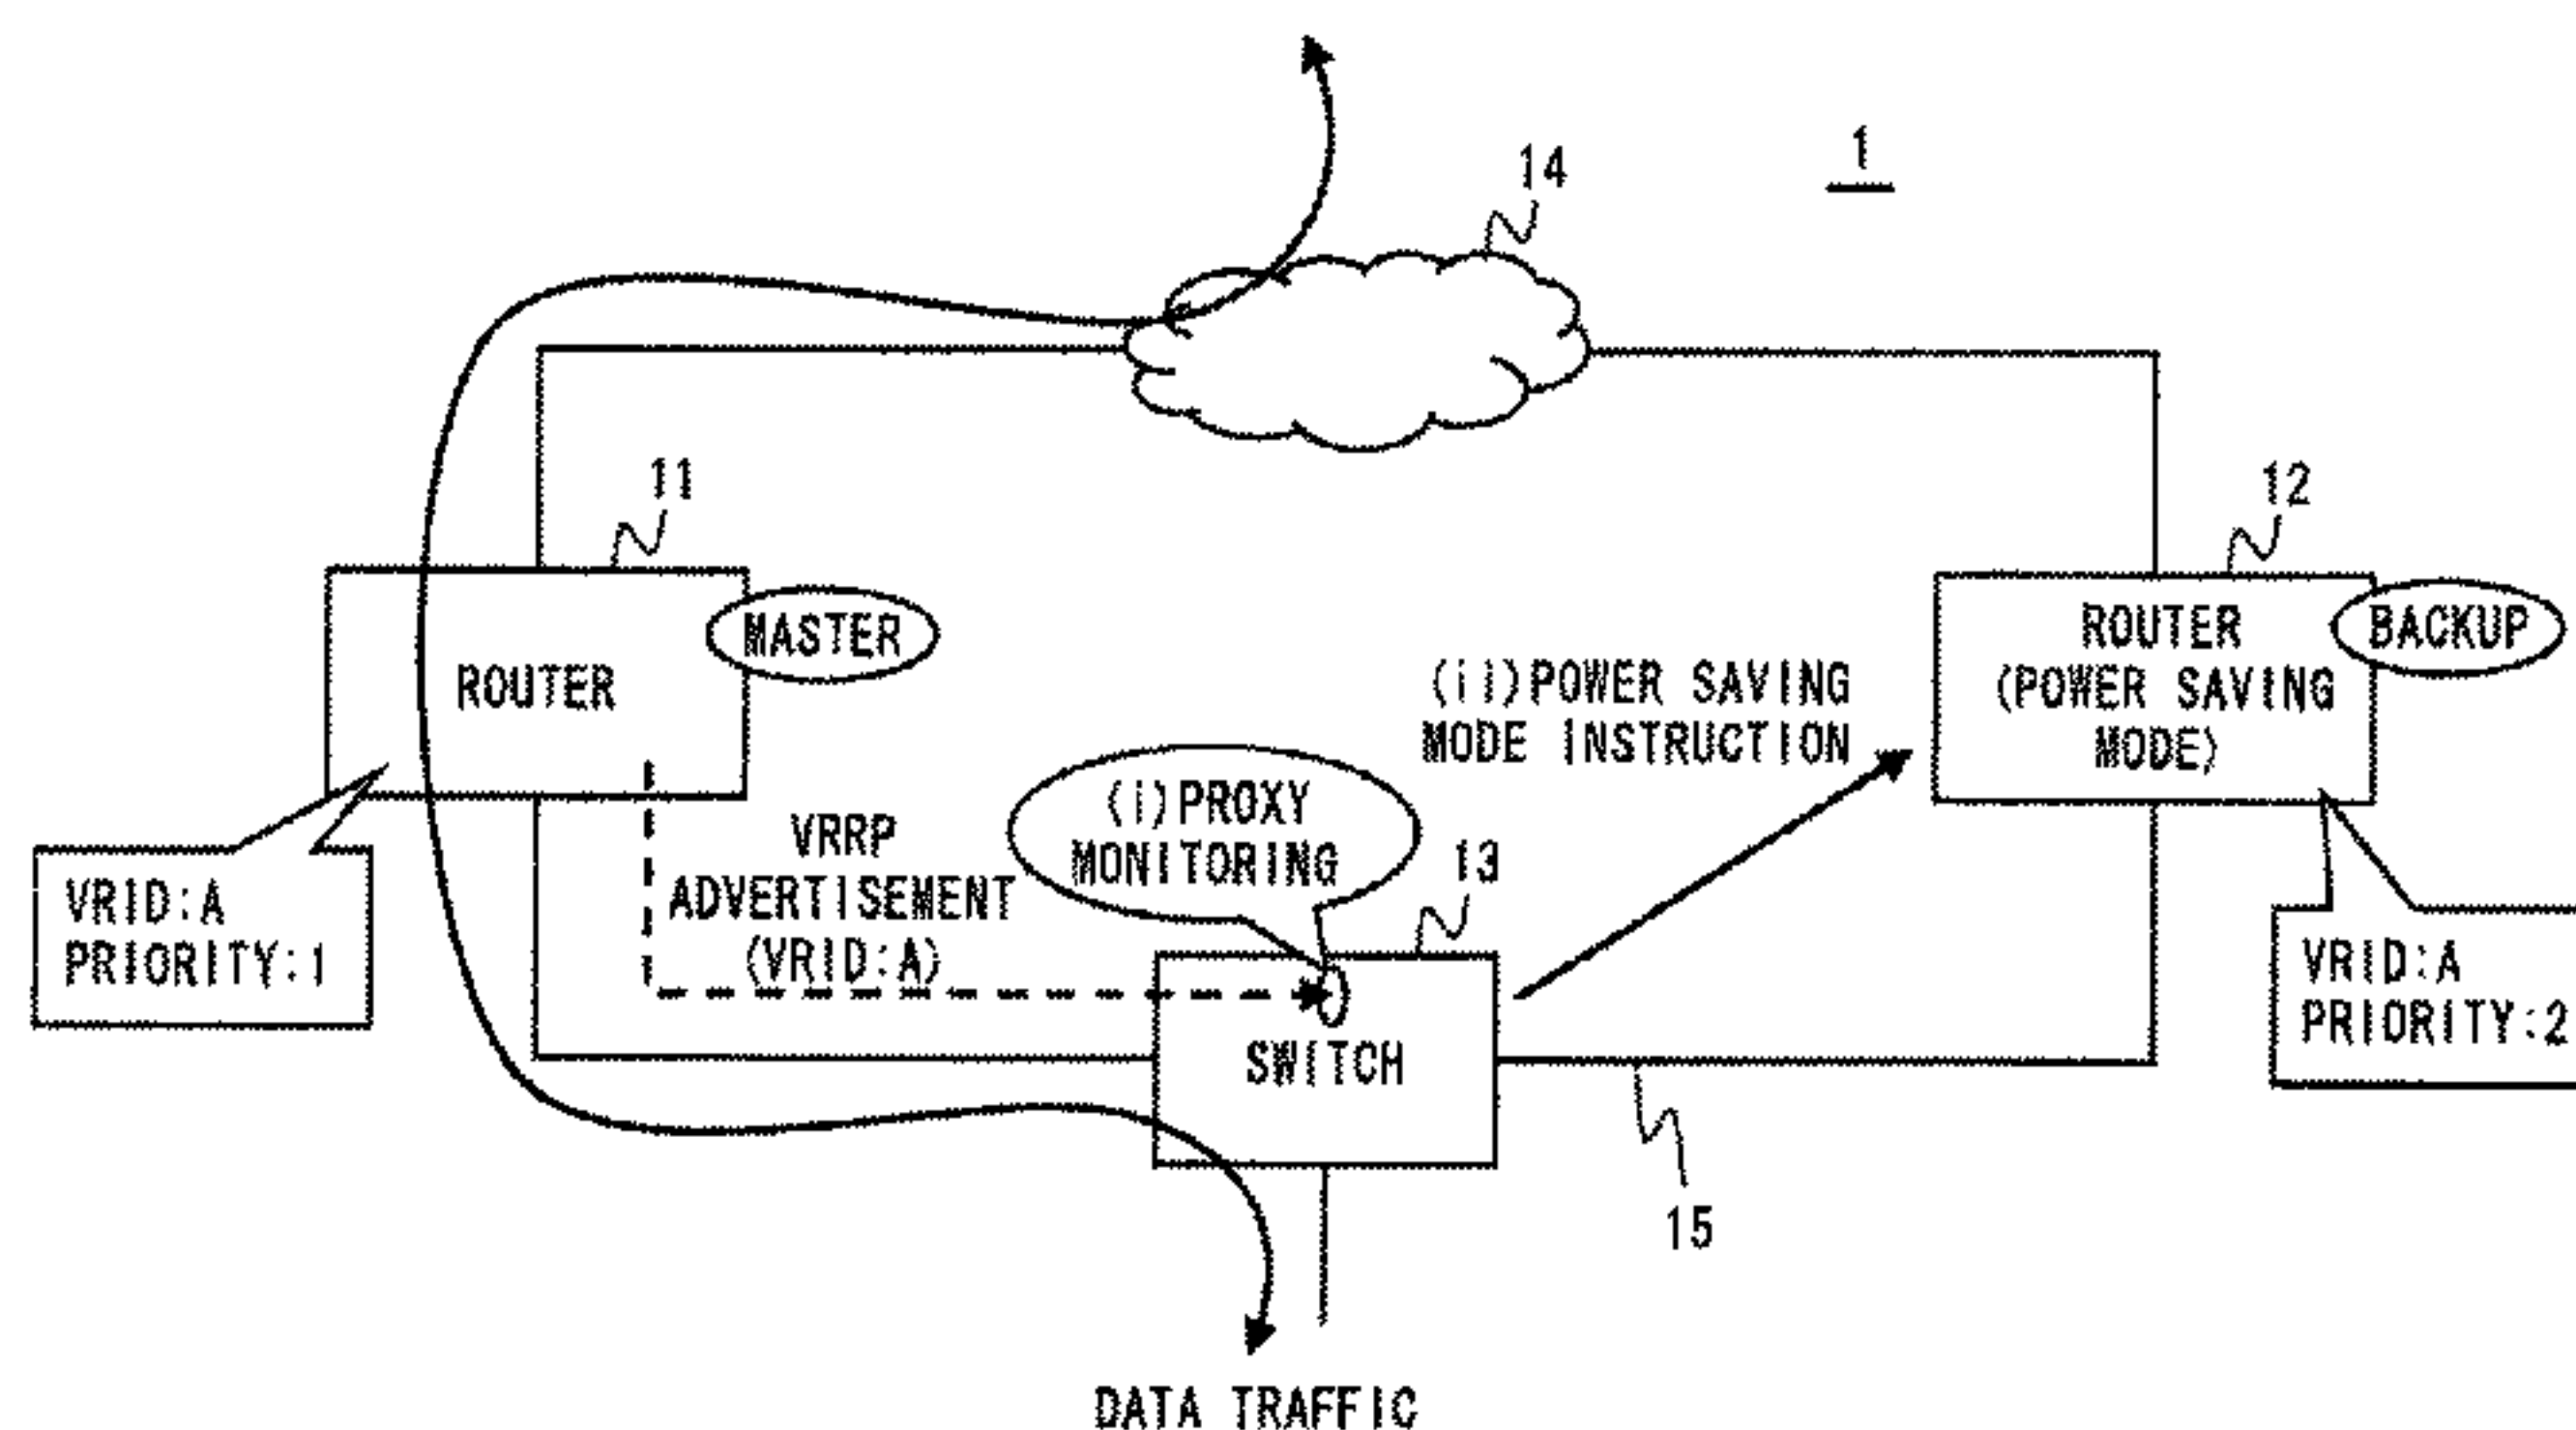 1
14
11
12
MASTER
ROUTER
ROUTER
(POWER SAVING
MODE)
BACKUP
(ii)POWER SAVING
MODE INSTRUCTION
(i)PROXY
MONITORING
13
VRRP
ADVERTISEMENT
(VRID:A)
VRID:A
PRIORITY:1
VRID:A
PRIORITY:2
SWITCH
15
DATA TRAFFIC